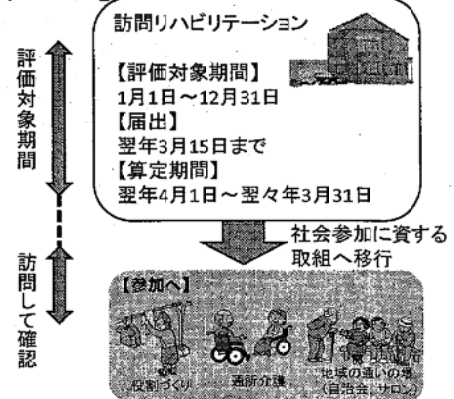 評価対象期間
訪問して確認
訪問リハビリテーション
【評価対象期間】
1月1日～12月31日
【届出】
翌年3月15日まで
【算定期間】
翌年4月1日～翌々年3月31日
社会参加に資する
取組へ移行
【参加へ】
役割づくり
通所介護
地域の通いの場
(自治会、サロン)